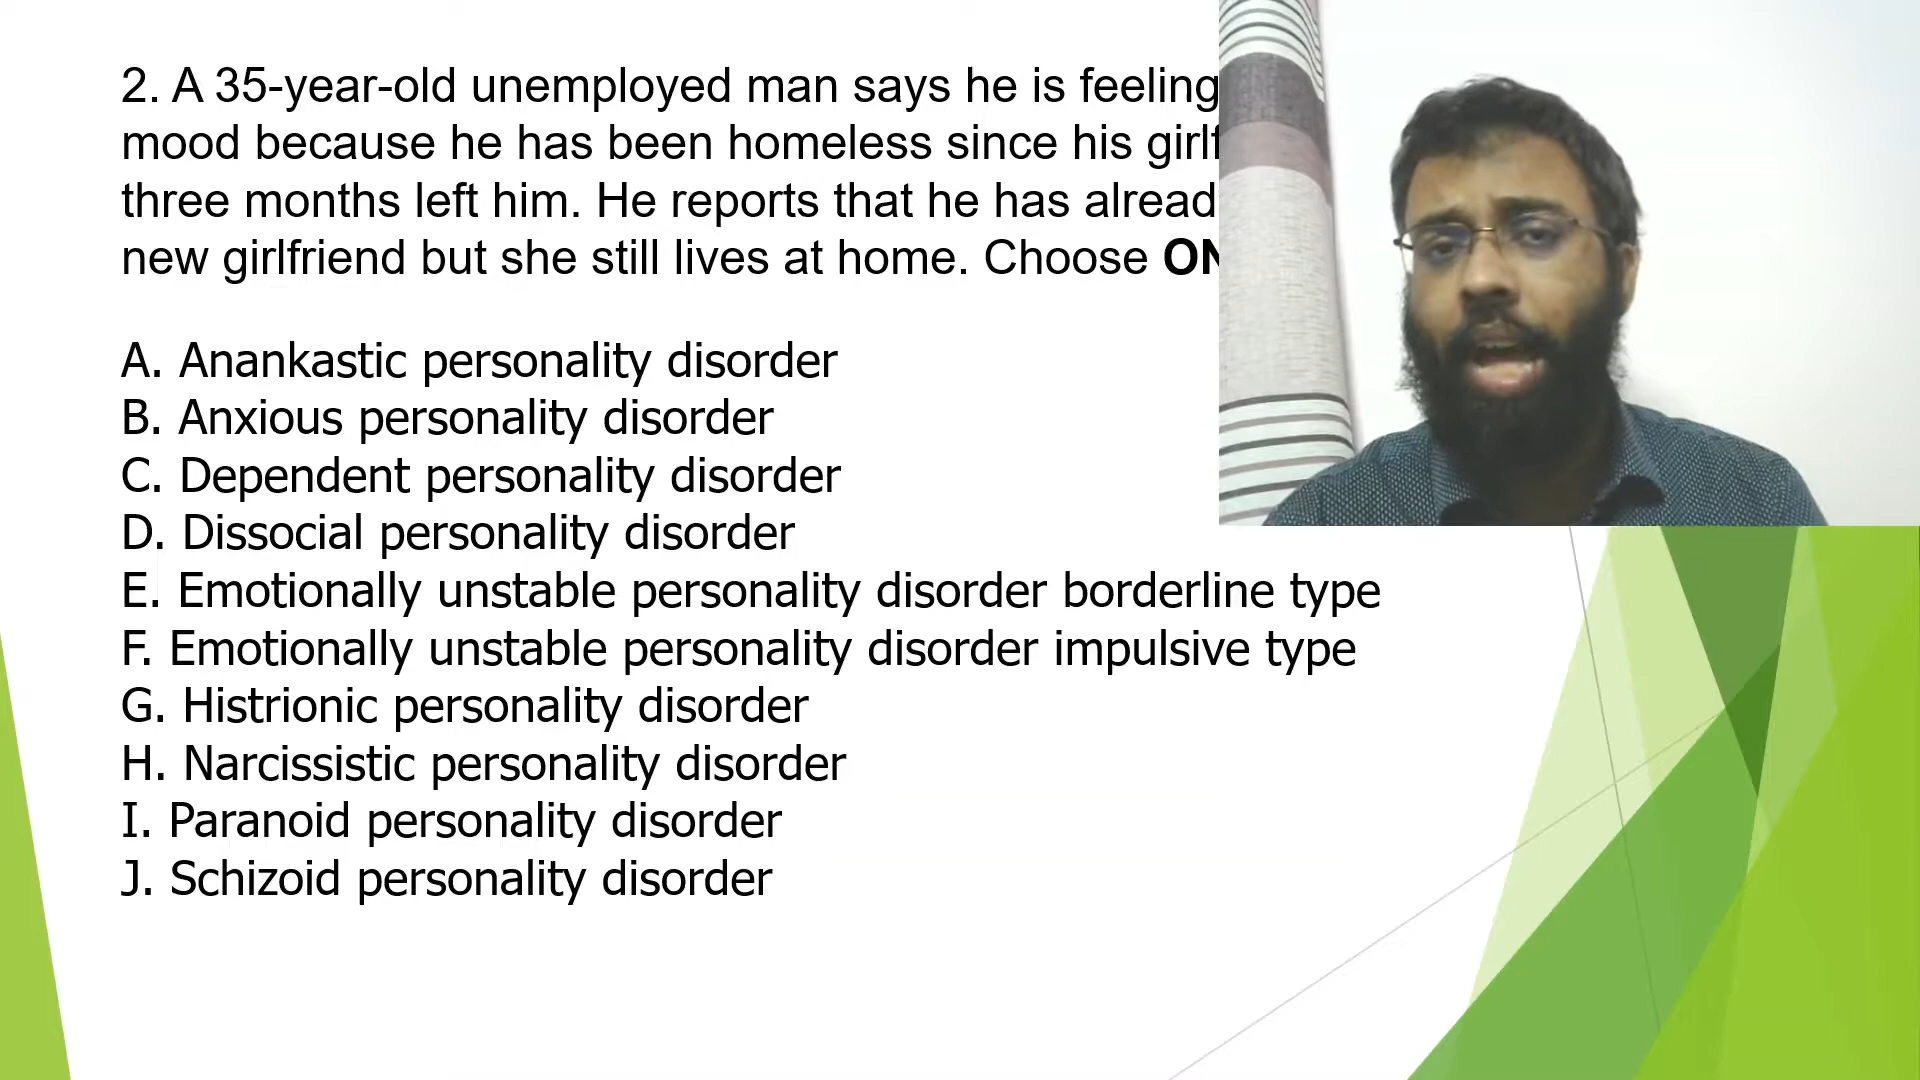 2. A 35-year-old unemployed man says he is feeling
mood because he has been homeless since his
three months left him. He reports that he has
new girlfriend but she still lives at home. Choose
A. Anankastic personality disorder
B. Anxious personality disorder
C. Dependent personality disorder
D. Dissocial personality disorder
E. Emotionally unstable personality disorder borderline type
F. Emotionally unstable personality disorder impulsive type
G. Histrionic personality disorder
H. Narcissistic personality disorder
I. Paranoid personality disorder
J. Schizoid personality disorder